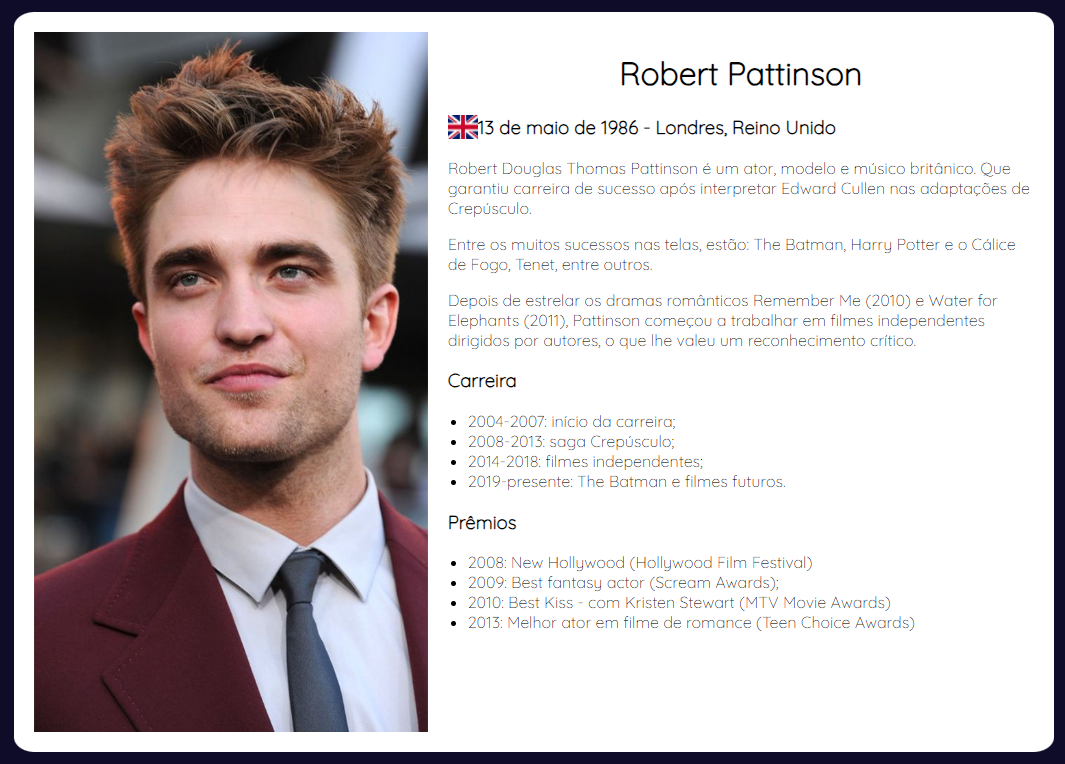 Robert Pattinson
13 de maio de 1986 - Londres, Reino Unido
Robert Douglas Thomas Pattinson é um ator, modelo e músico britânico. Que
garantiu carreira de sucesso após interpretar Edward Cullen nas adaptações de
Crepúsculo.
Entre os muitos sucessos nas telas, estão: The Batman, Harry Potter e o Cálice
de Fogo, Tenet, entre outros.
Depois de estrelar os dramas românticos Remember Me (2010) e Water for
Elephants (2011), Pattinson começou a trabalhar em filmes independentes
dirigidos por autores, o que lhe valeu um reconhecimento crítico.
Carreira
• 2004-2007: início da carreira;
• 2008-2013: saga Crepúsculo;
• 2014-2018: filmes independentes;
• 2019-presente: The Batman e filmes futuros.
Prêmios
• 2008: New Hollywood (Hollywood Film Festival)
• 2009: Best fantasy actor (Scream Awards);
• 2010: Best Kiss - com Kristen Stewart (MTV Movie Awards)
• 2013: Melhor ator em filme de romance (Teen Choice Awards)